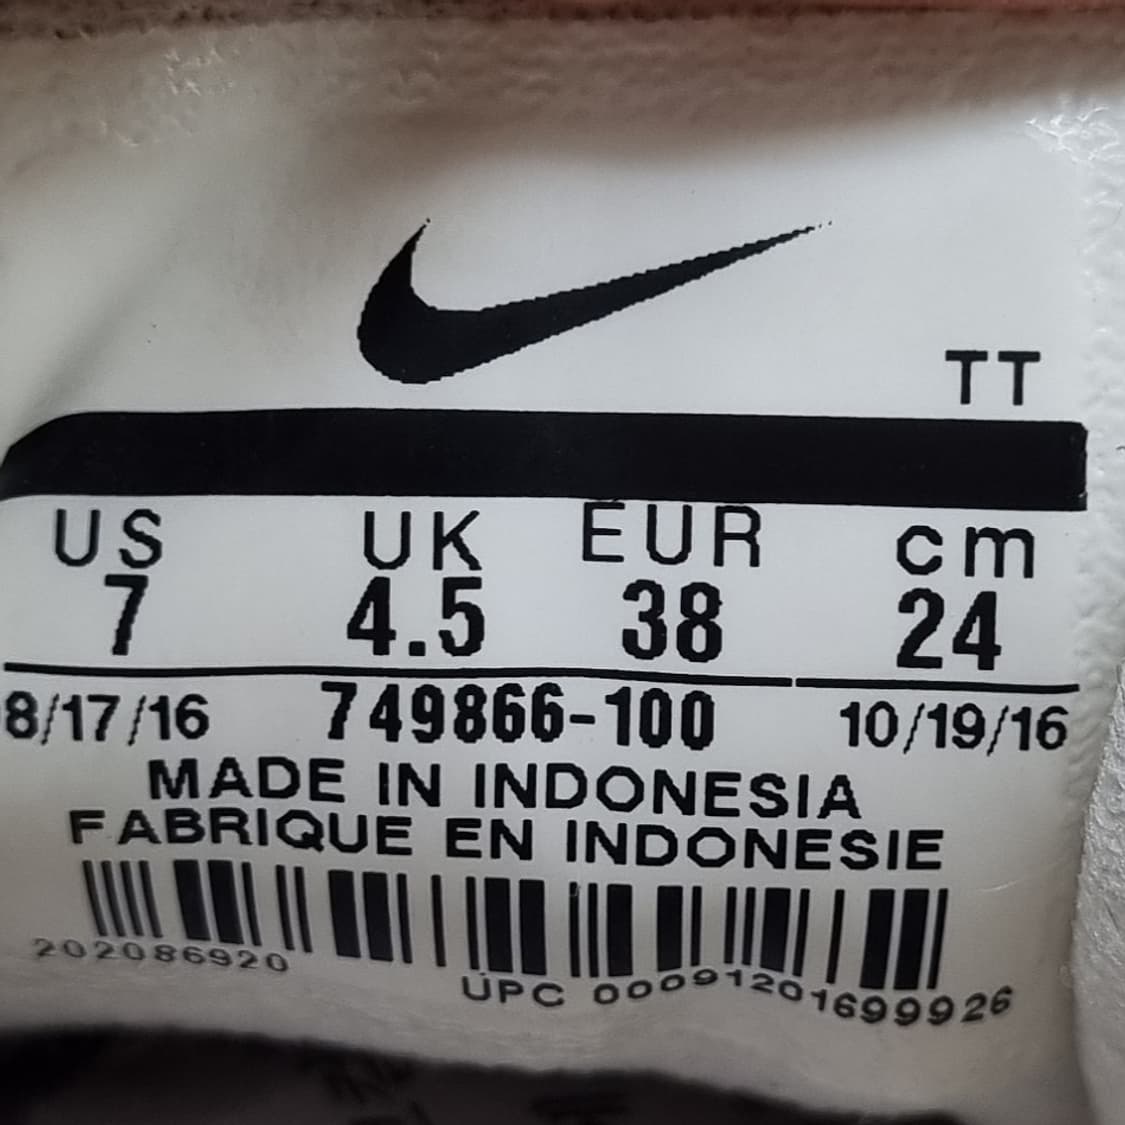 TT
US UK EUR cm
7 4.5 38 24
8/17/16 749866-100 10/19/16
MADE IN INDONESIA
FABRIQUE EN INDONESIE
202086920
UPC 00091201699926